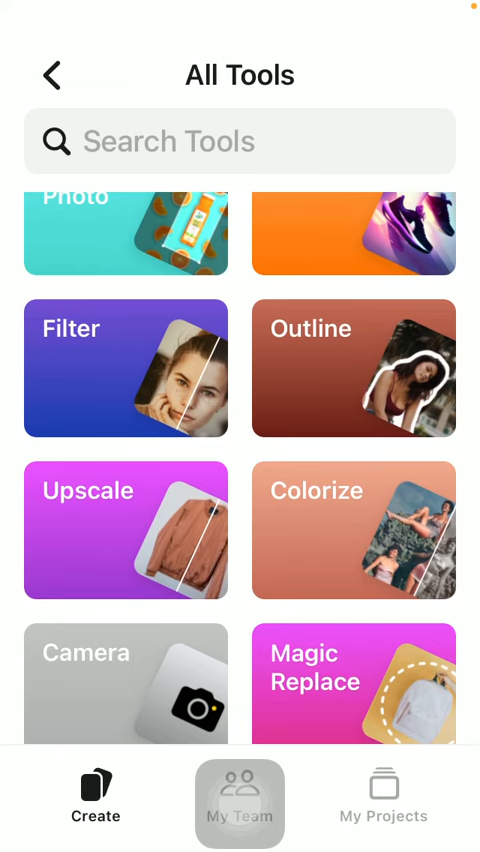 All Tools
Search Tools
Photo
Filter
Outline
Upscale
Colorize
Camera
Magic
Replace
Create
My Team
My Projects